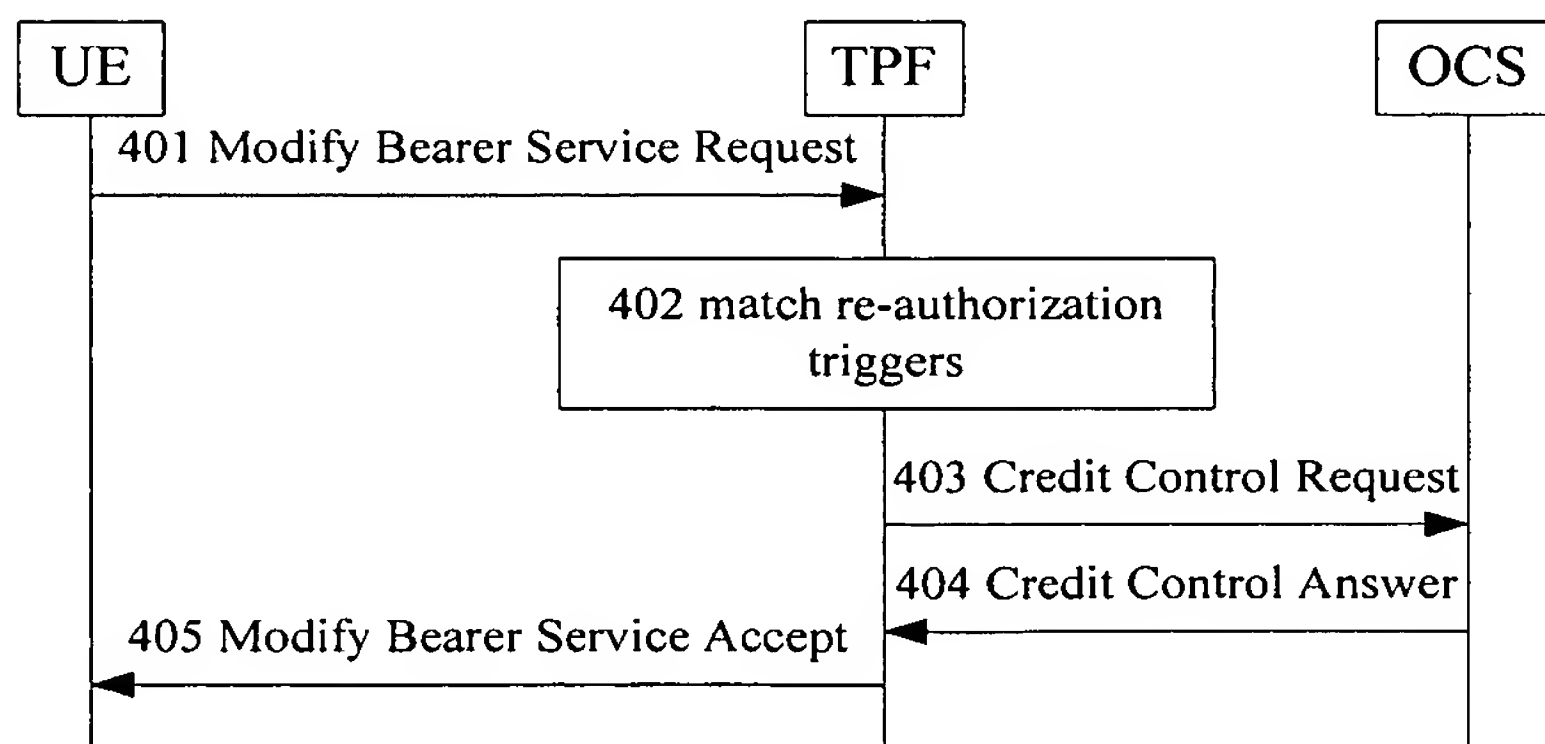 UE
TPF
OCS
401 Modify Bearer Service Request
402 match re-authorization
triggers
403 Credit Control Request
404 Credit Control Answer
405 Modify Bearer Service Accept